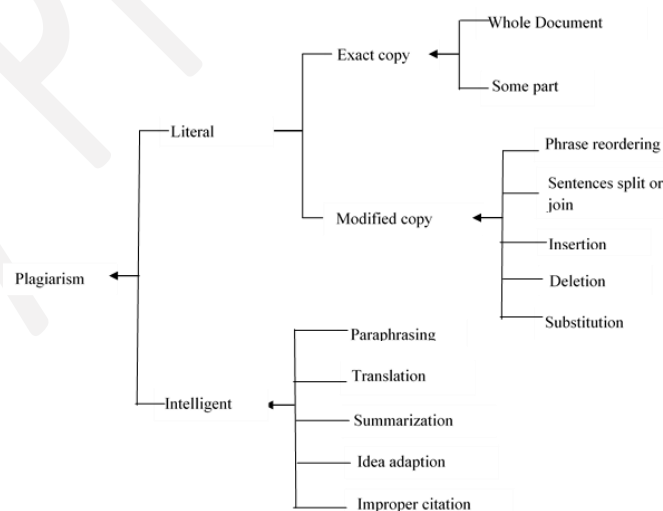 Whole Document
Exact copy
Some part
Literal
Phrase reordering
Sentences split or
join
Modified copy
Insertion
Deletion
Substitution
Plagiarism
Paraphrasing
Translation
Intelligent
Summarization
Idea adaption
Improper citation